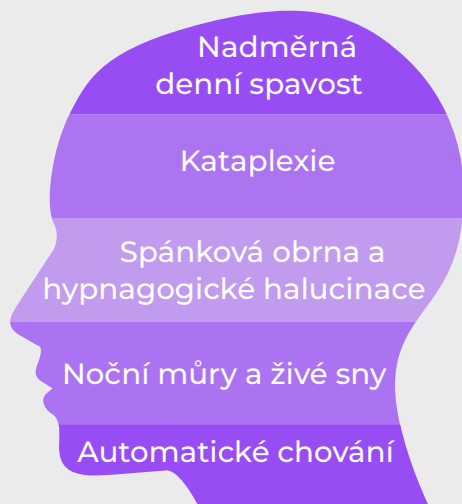 Nadměrná
denní spavost
Kataplexie
Spánková obrna a
hypnagogické halucinace
Noční můry a živé sny
Automatické chování